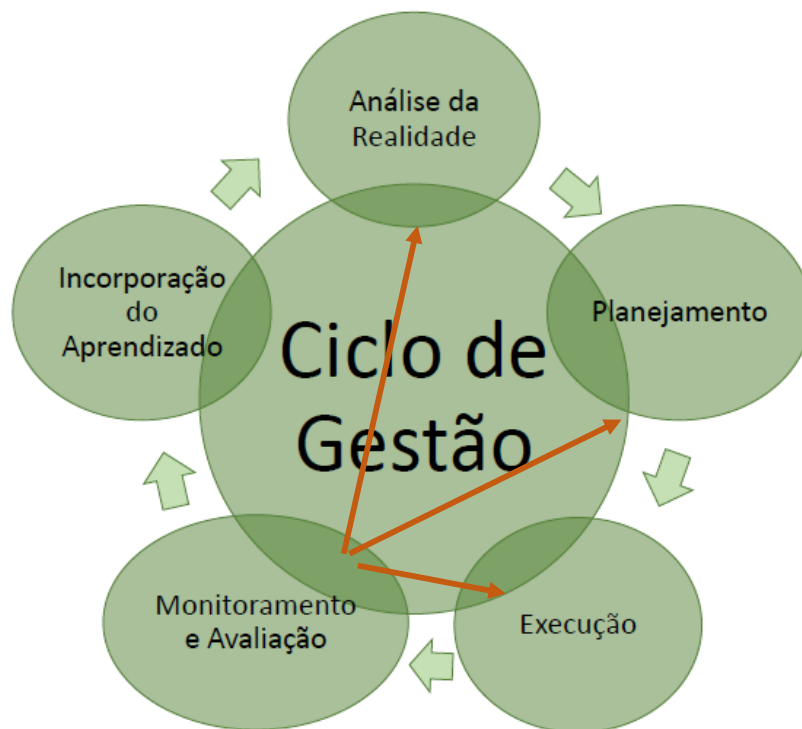 Análise da
Realidade
Planejamento
Execução
Monitoramento
e Avaliação
Incorporação
do
Aprendizado
Ciclo de
Gestão